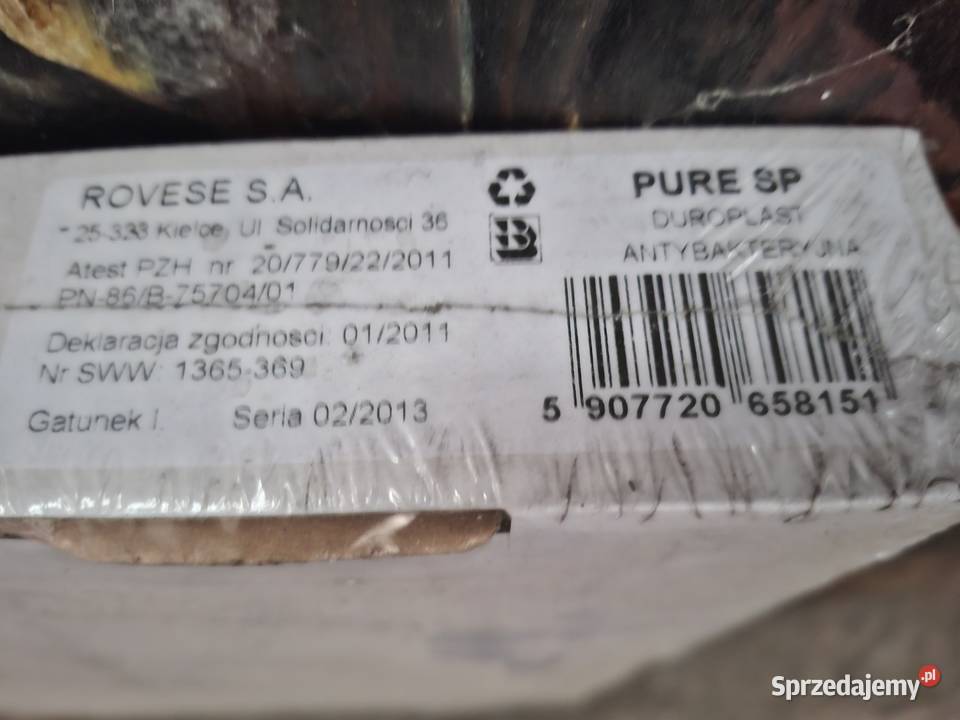 ROVESE S.A.
25-323 Kielce, Ul Solidarnosci 36
Atest PZH nr 20/779/22/2011
PN-86/B-75704/01
Deklaracja zgodnosci: 01/2011
Nr SWW: 1365-369
Gatunek I. Seria 02/2013
B
PURE SP
DUROPLAST
ANTYBAKTERYJNA
5 907720 658151
Sprzedajemy.pl